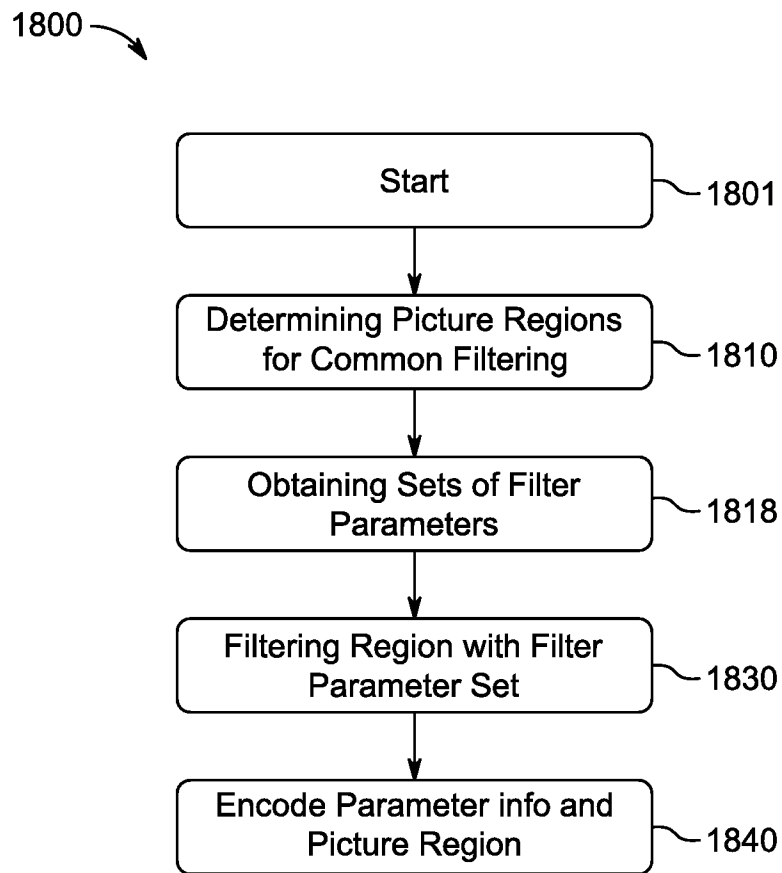 1800
Start
1801
Determining Picture Regions
for Common Filtering
1810
Obtaining Sets of Filter
Parameters
1818
Filtering Region with Filter
Parameter Set
1830
Encode Parameter info and
Picture Region
1840